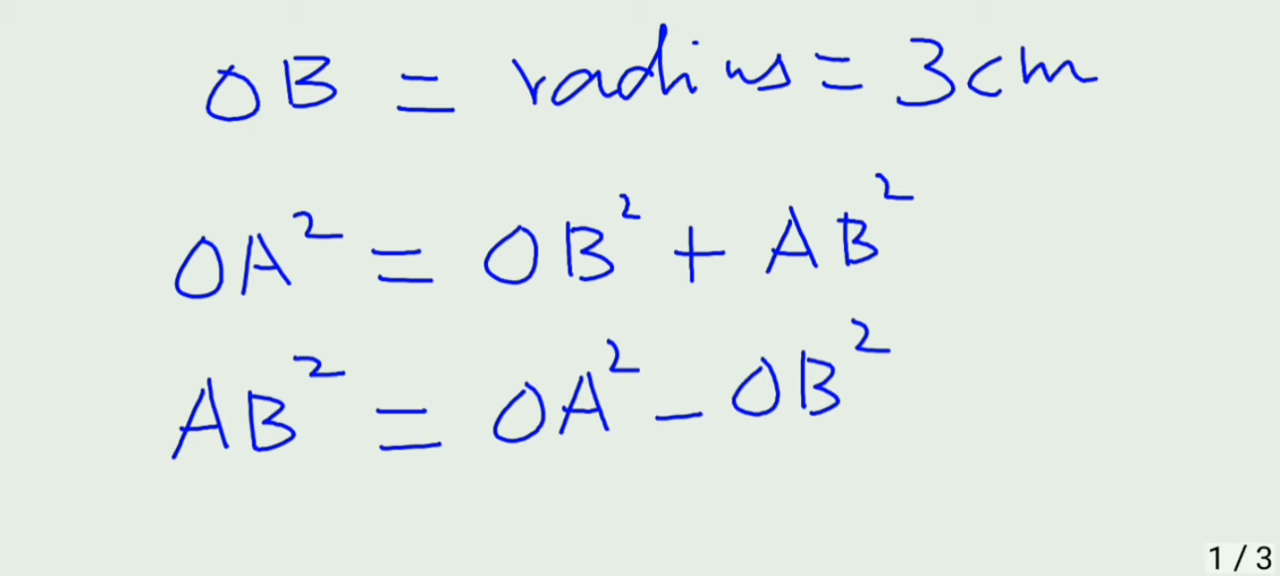 OB = radius = 3cm
OA² = OB² + AB²
AB² = OA² - OB²
1 / 3